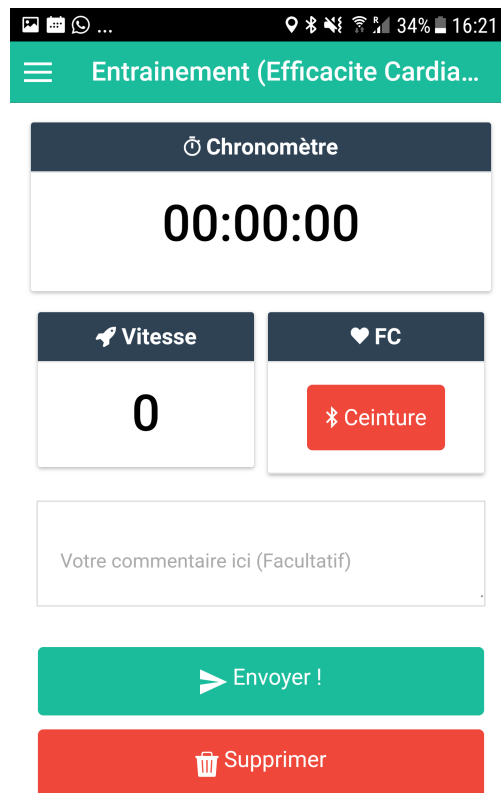 ... 34% 16:21
Entrainement (Efficacite Cardia...
Chronomètre
00:00:00
Vitesse
FC
0
Ceinture
Votre commentaire ici (Facultatif)
Envoyer !
Supprimer